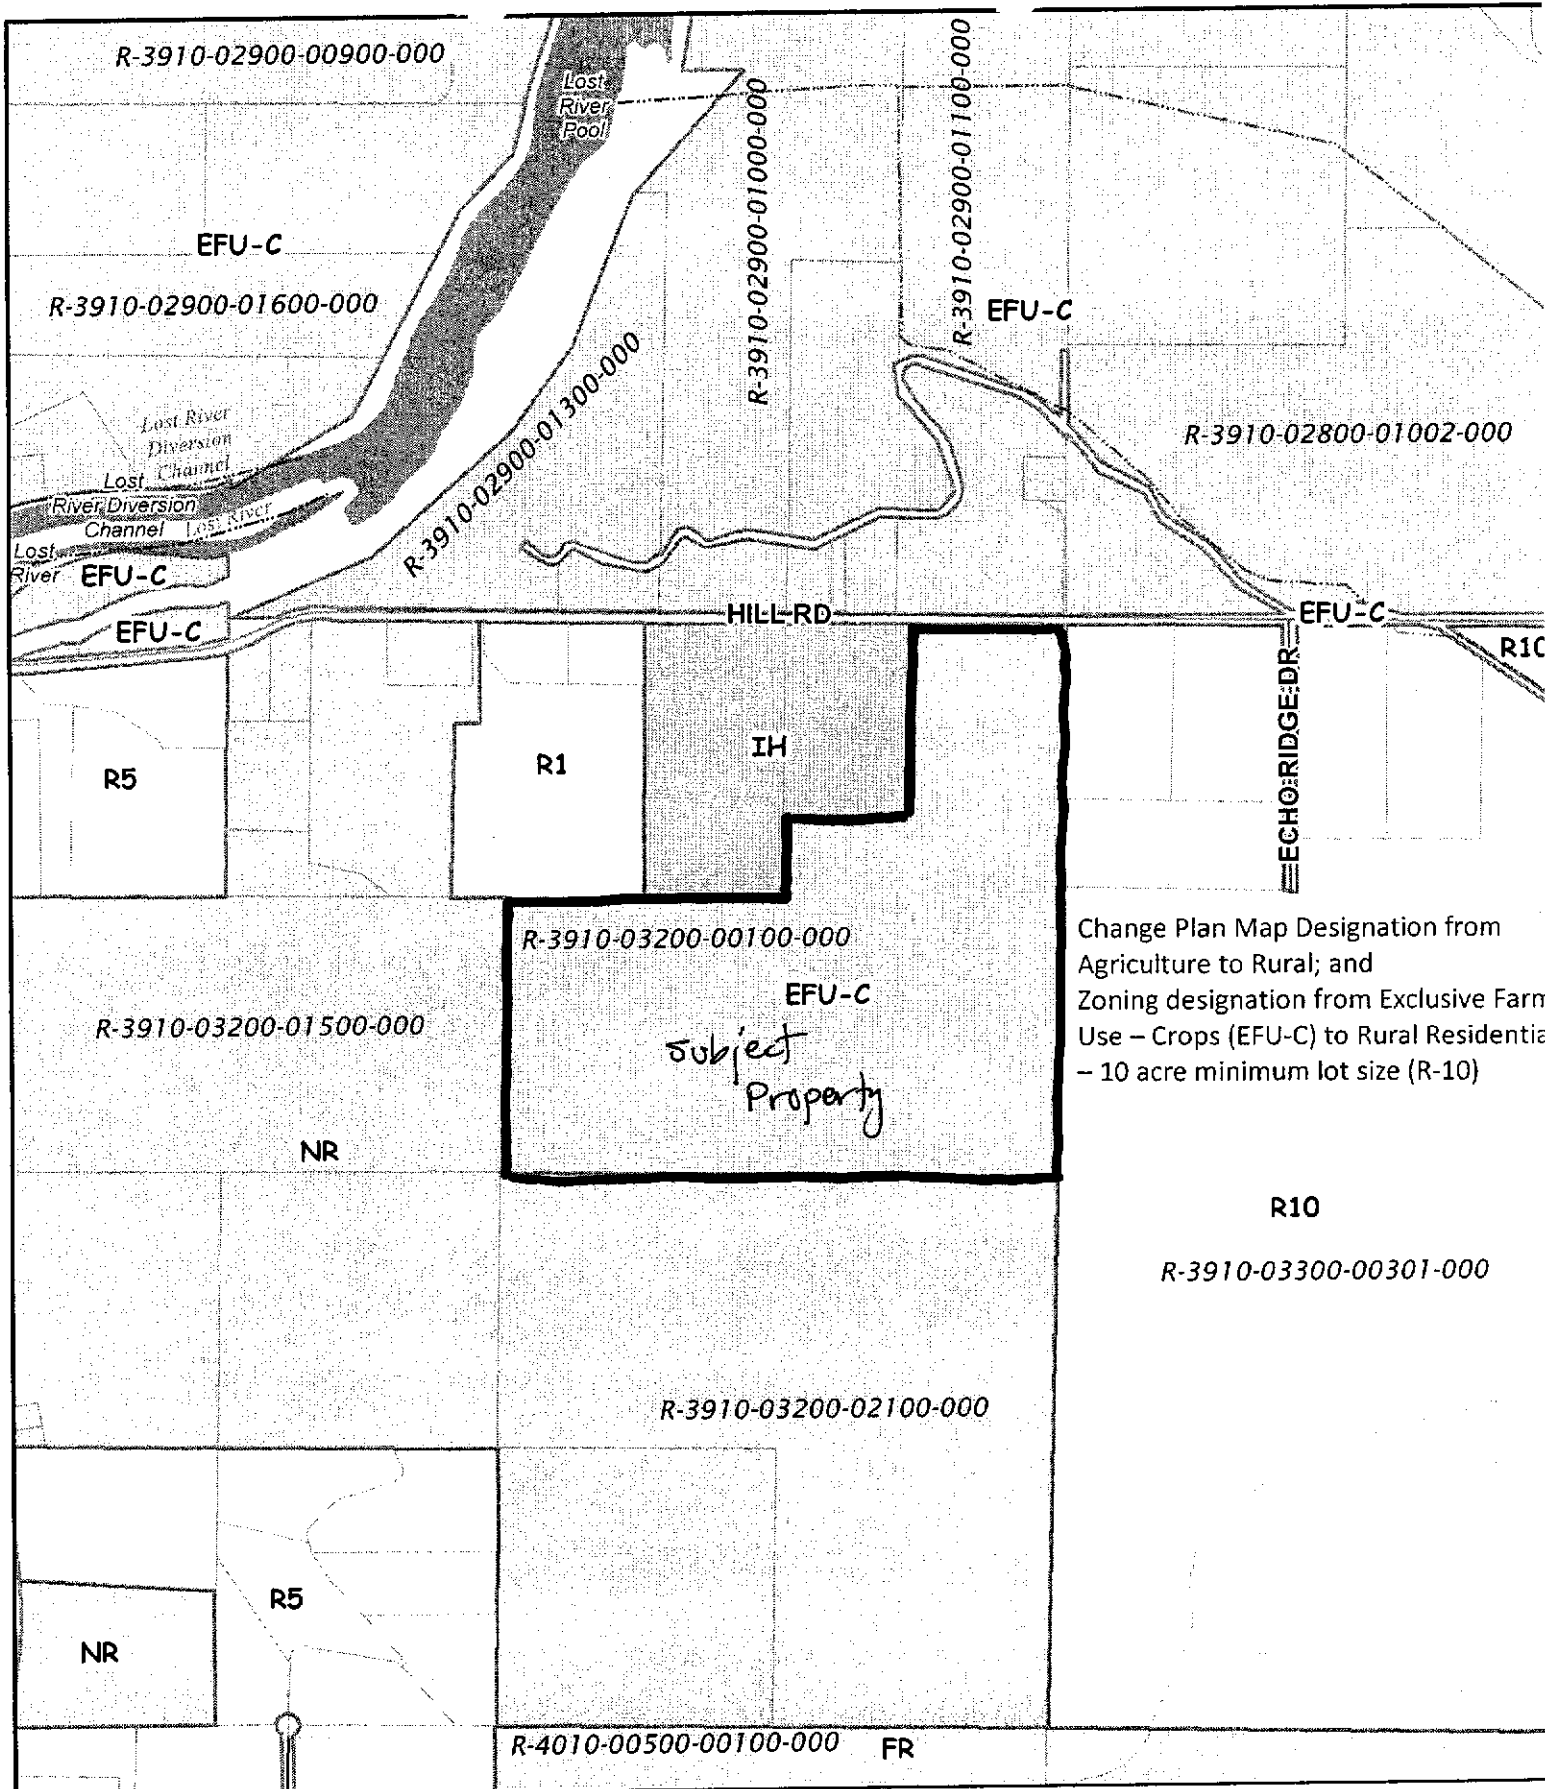 R-3910-02900-00900-000
Lost
River
Pool
R-3910-02900-01000-000
R-3910-02900-01100-000
EFU-C
R-3910-02900-01600-000
EFU-C
R-3910-02900-01300-000
Lost River
Diversion
Channel
R-3910-02800-01002-000
Lost
River Diversion
Channel
Lost River
Lost
River
EFU-C
EFU-C
HILL RD
EFU-C
R10
ECHO RIDGE DR
R5
R1
IH
R-3910-03200-00100-000
EFU-C
Subject
Property
Change Plan Map Designation from
Agriculture to Rural; and
Zoning designation from Exclusive Farm
Use – Crops (EFU-C) to Rural Residentia
– 10 acre minimum lot size (R-10)
R-3910-03200-01500-000
NR
R10
R-3910-03300-00301-000
R-3910-03200-02100-000
R5
NR
R-4010-00500-00100-000
FR